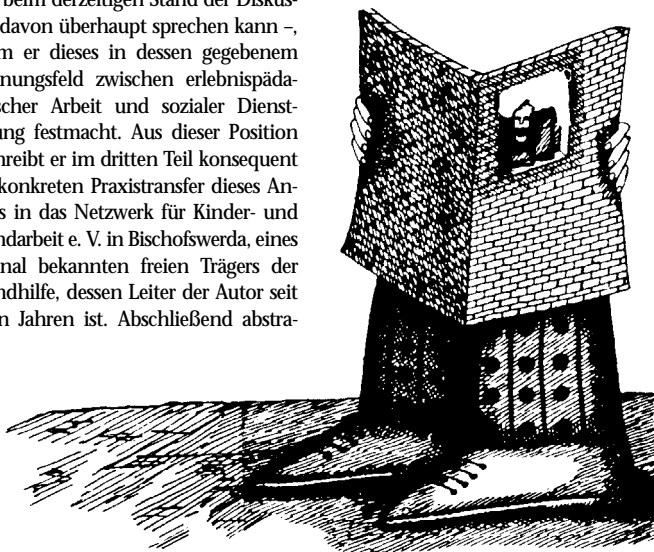 beim derzeitigen Stand der Diskus-
davon überhaupt sprechen kann –,
m er dieses in dessen gegebenem
nungsfeld zwischen erlebnispäda-
scher Arbeit und sozialer Dienst-
ung festmacht. Aus dieser Position
hreibt er im dritten Teil konsequent
konkreten Praxistransfer dieses An-
s in das Netzwerk für Kinder- und
ndarbeit e. V. in Bischofswerda, eines
nal bekannten freien Trägers der
ndhilfe, dessen Leiter der Autor seit
n Jahren ist. Abschließend abstra-